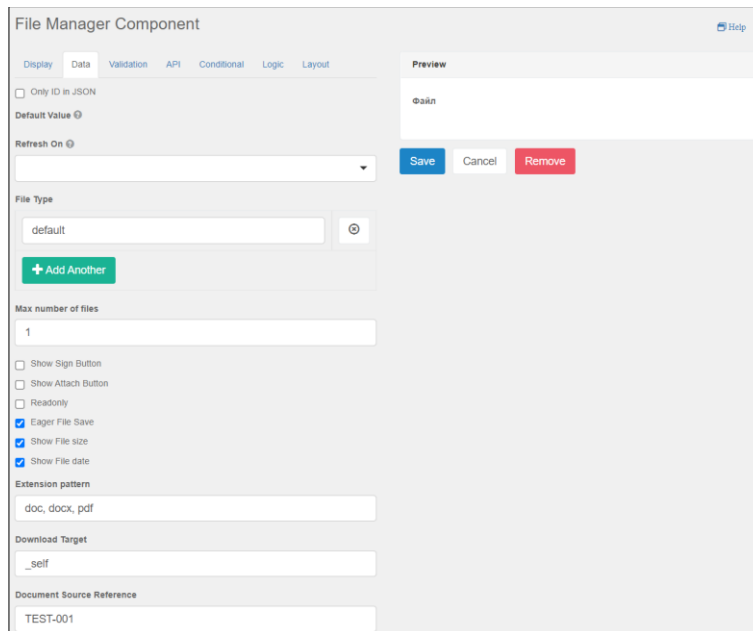 File Manager Component
Help
Display Data Validation API Conditional Logic Layout
Only ID in JSON
Default Value
Refresh On
File Type
default
Add Another
Max number of files
1
Show Sign Button
Show Attach Button
Readonly
Eager File Save
Show File size
Show File date
Extension pattern
doc, docx, pdf
Download Target
_self
Document Source Reference
TEST-001
Preview
Файл
Save Cancel Remove